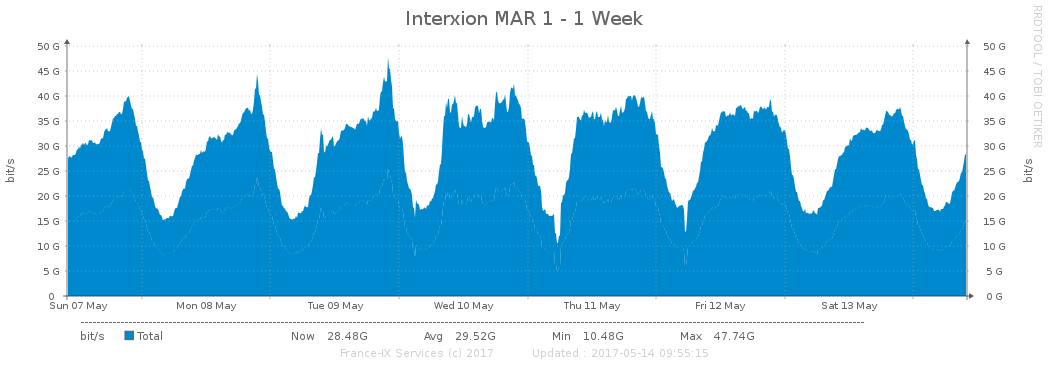 Interxion MAR 1 - 1 Week
RRDTOOL / TOBI OETIKER
50 G 50 G
45 G 45 G
40 G 40 G
35 G 35 G
30 G 30 G
25 G 25 G
20 G 20 G
15 G 15 G
10 G 10 G
5 G 5 G
0 0 G
bit/s bit/s
Sun 07 May Mon 08 May Tue 09 May Wed 10 May Thu 11 May Fri 12 May Sat 13 May
bit/s Total Now 28.48G Avg 29.52G Min 10.48G Max 47.74G
France-IX Services (c) 2017 Updated : 2017-05-14 09:55:15